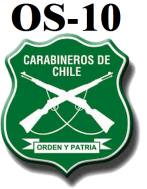 OS-10
CARABINEROS DE
CHILE
ORDEN Y PATRIA